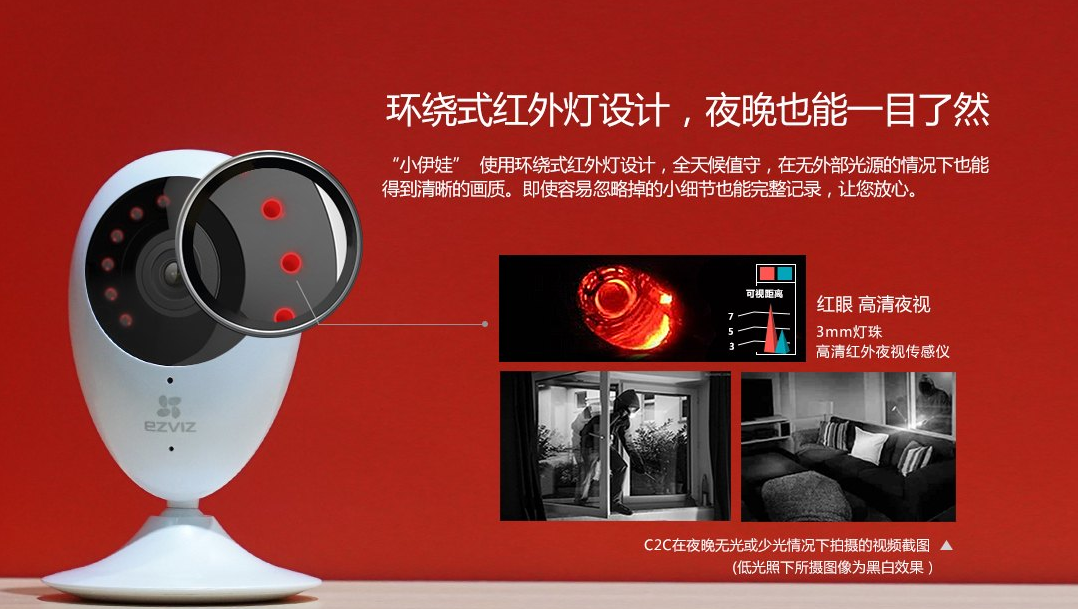 环绕式红外灯设计，夜晚也能一目了然
“小伊娃” 使用环绕式红外灯设计，全天候值守，在无外部光源的情况下也能
得到清晰的画质。即使容易忽略掉的小细节也能完整记录，让您放心。
可视距离
7
5
3
红眼 高清夜视
3mm灯珠
高清红外夜视传感仪
ezviz
C2C在夜晚无光或少光情况下拍摄的视频截图
(低光照下所摄图像为黑白效果）